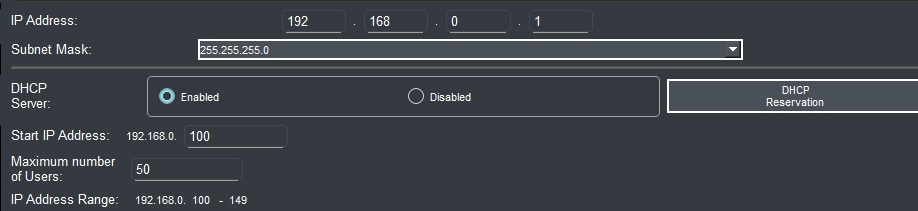 IP Address: 192 . 168 . 0 . 1
Subnet Mask: 255.255.255.0
DHCP
Server:
Enabled Disabled
DHCP
Reservation
Start IP Address: 192.168.0. 100
Maximum number
of Users:
50
IP Address Range: 192.168.0. 100 - 149